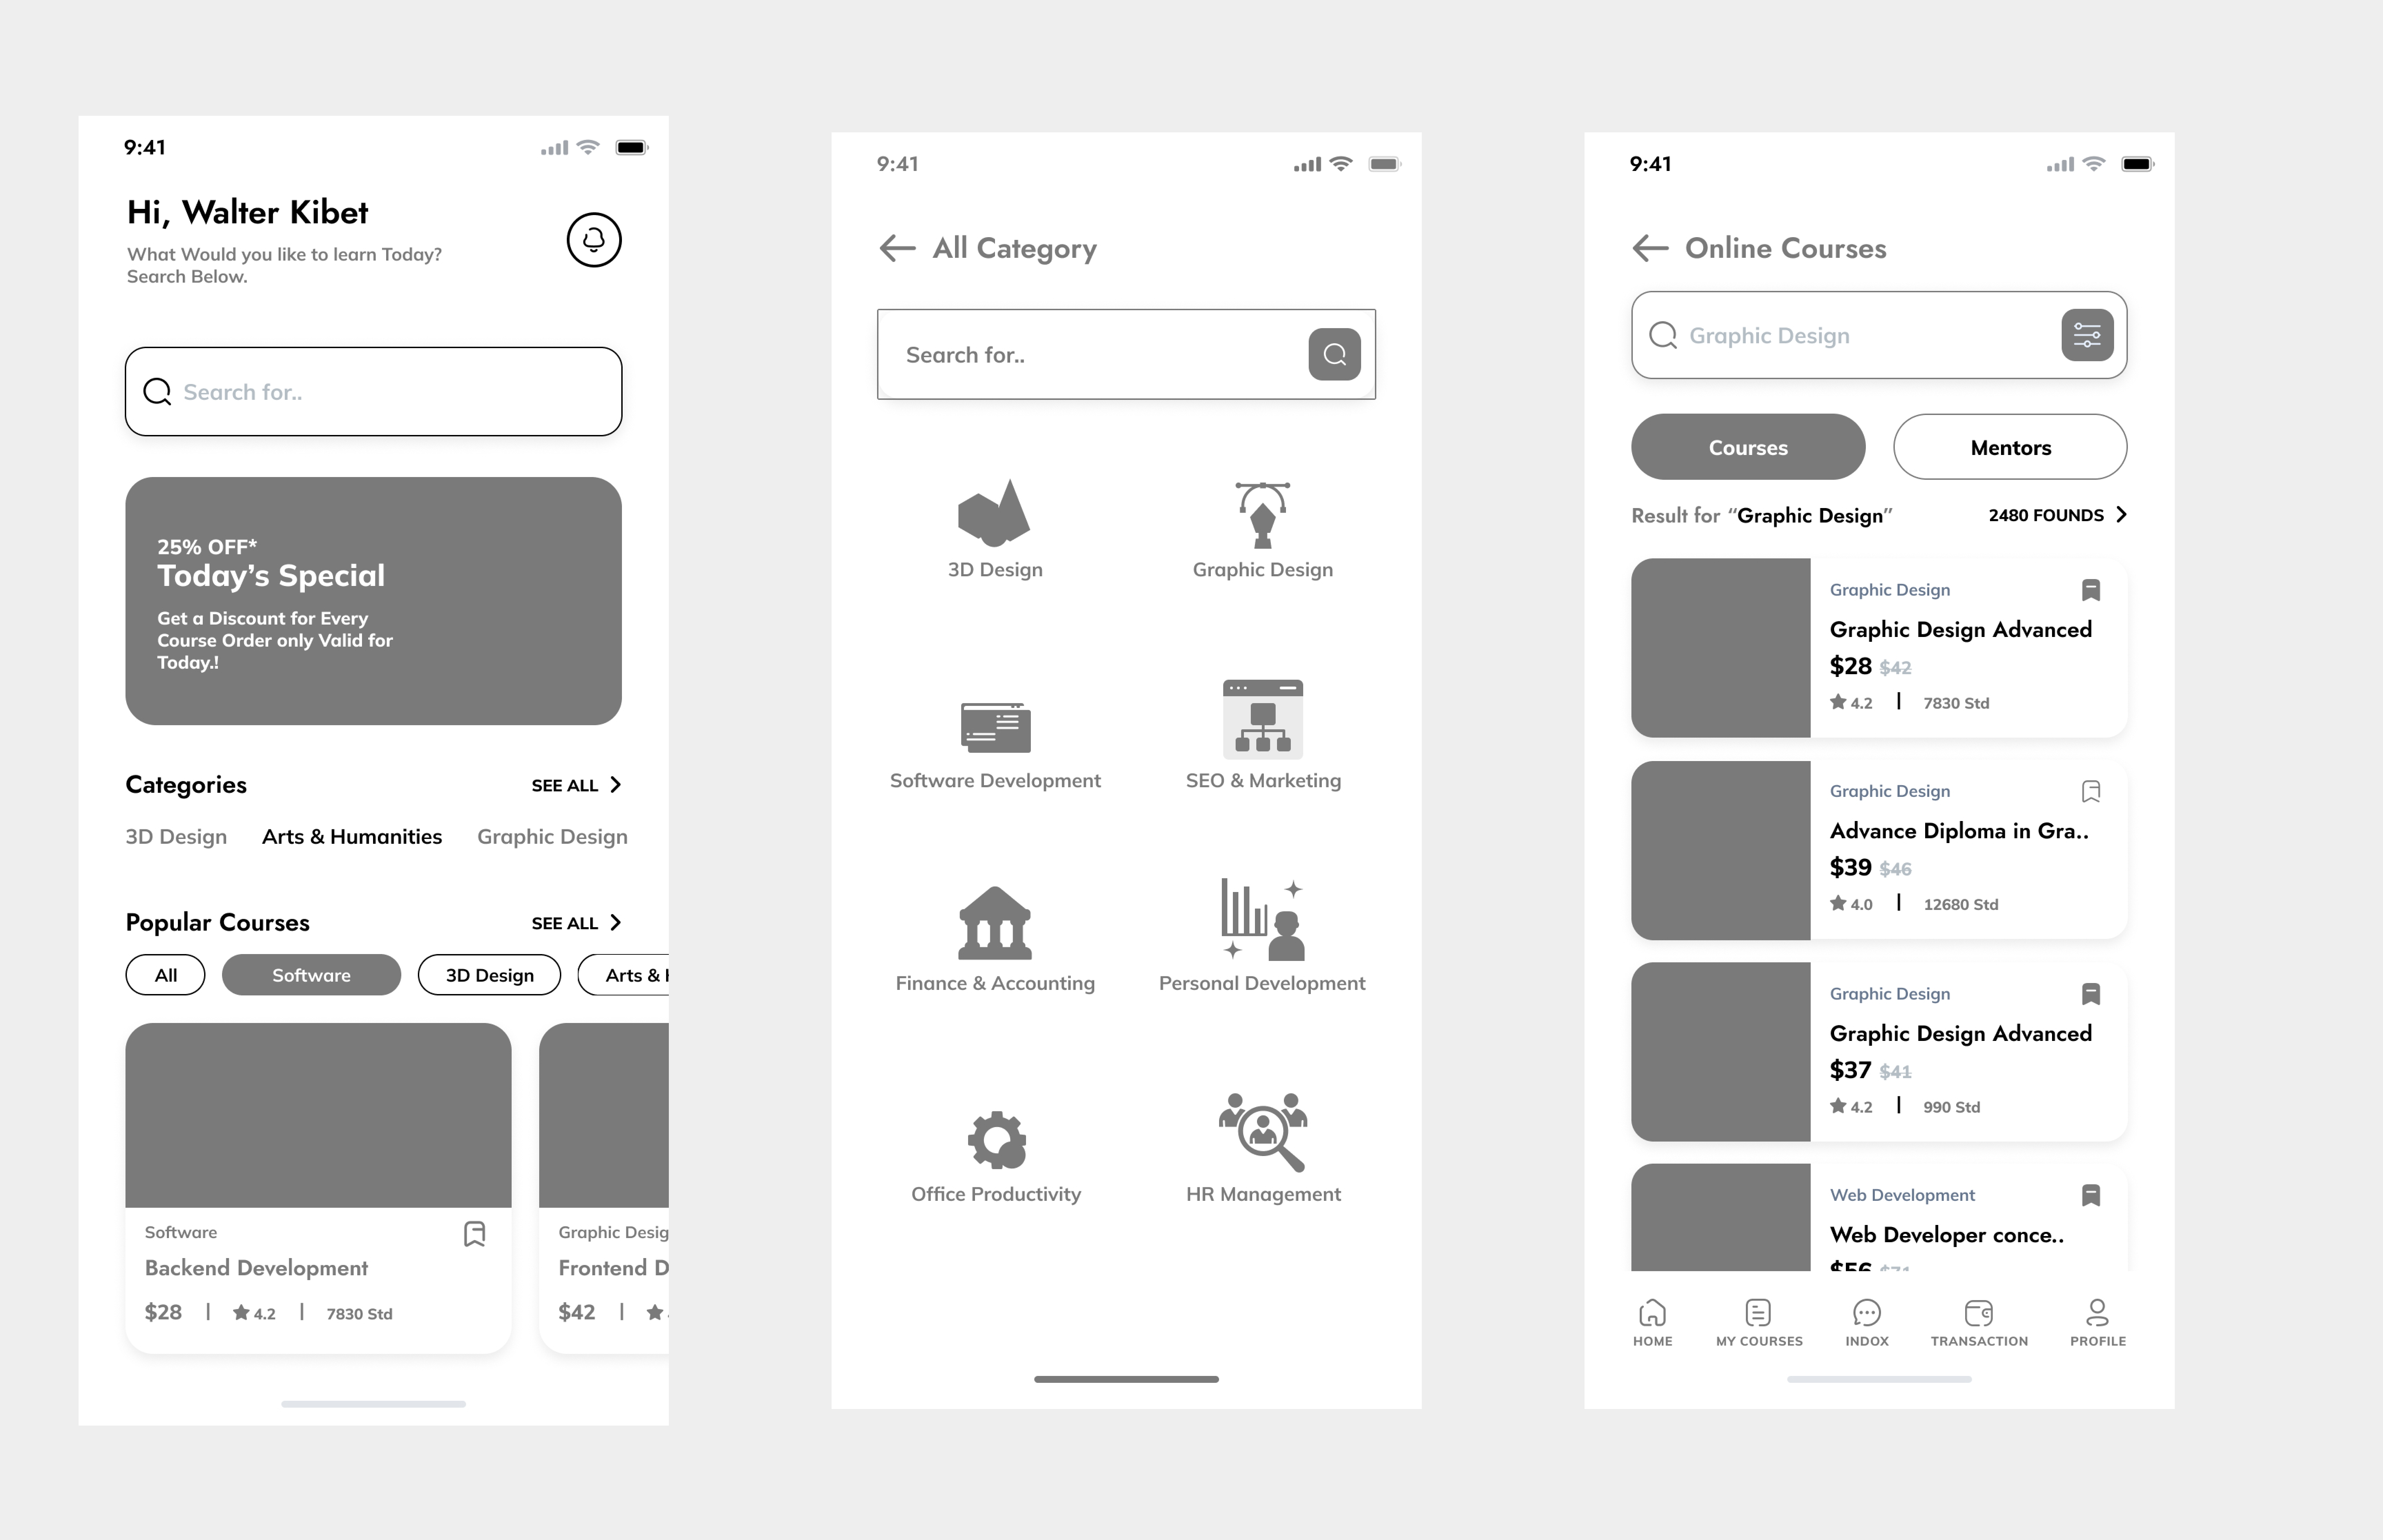 9:41
Hi, Walter Kibet
What Would you like to learn Today?
Search Below.
Search for..
25% OFF*
Today's Special
Get a Discount for Every
Course Order only Valid for
Today.!
Categories SEE ALL
3D Design Arts & Humanities Graphic Design
Popular Courses SEE ALL
All Software 3D Design Arts &
Software
Backend Development
$28 | 4.2 | 7830 Std
Graphic Desig
Frontend D
$42 |
9:41
All Category
Search for..
3D Design Graphic Design
Software Development SEO & Marketing
Finance & Accounting Personal Development
Office Productivity HR Management
9:41
Online Courses
Graphic Design
Courses Mentors
Result for “Graphic Design” 2480 FOUNDS
Graphic Design
Graphic Design Advanced
$28 $42
4.2 | 7830 Std
Graphic Design
Advance Diploma in Gra..
$39 $46
4.0 | 12680 Std
Graphic Design
Graphic Design Advanced
$37 $41
4.2 | 990 Std
Web Development
Web Developer conce..
$56 $71
HOME MY COURSES INDOX TRANSACTION PROFILE